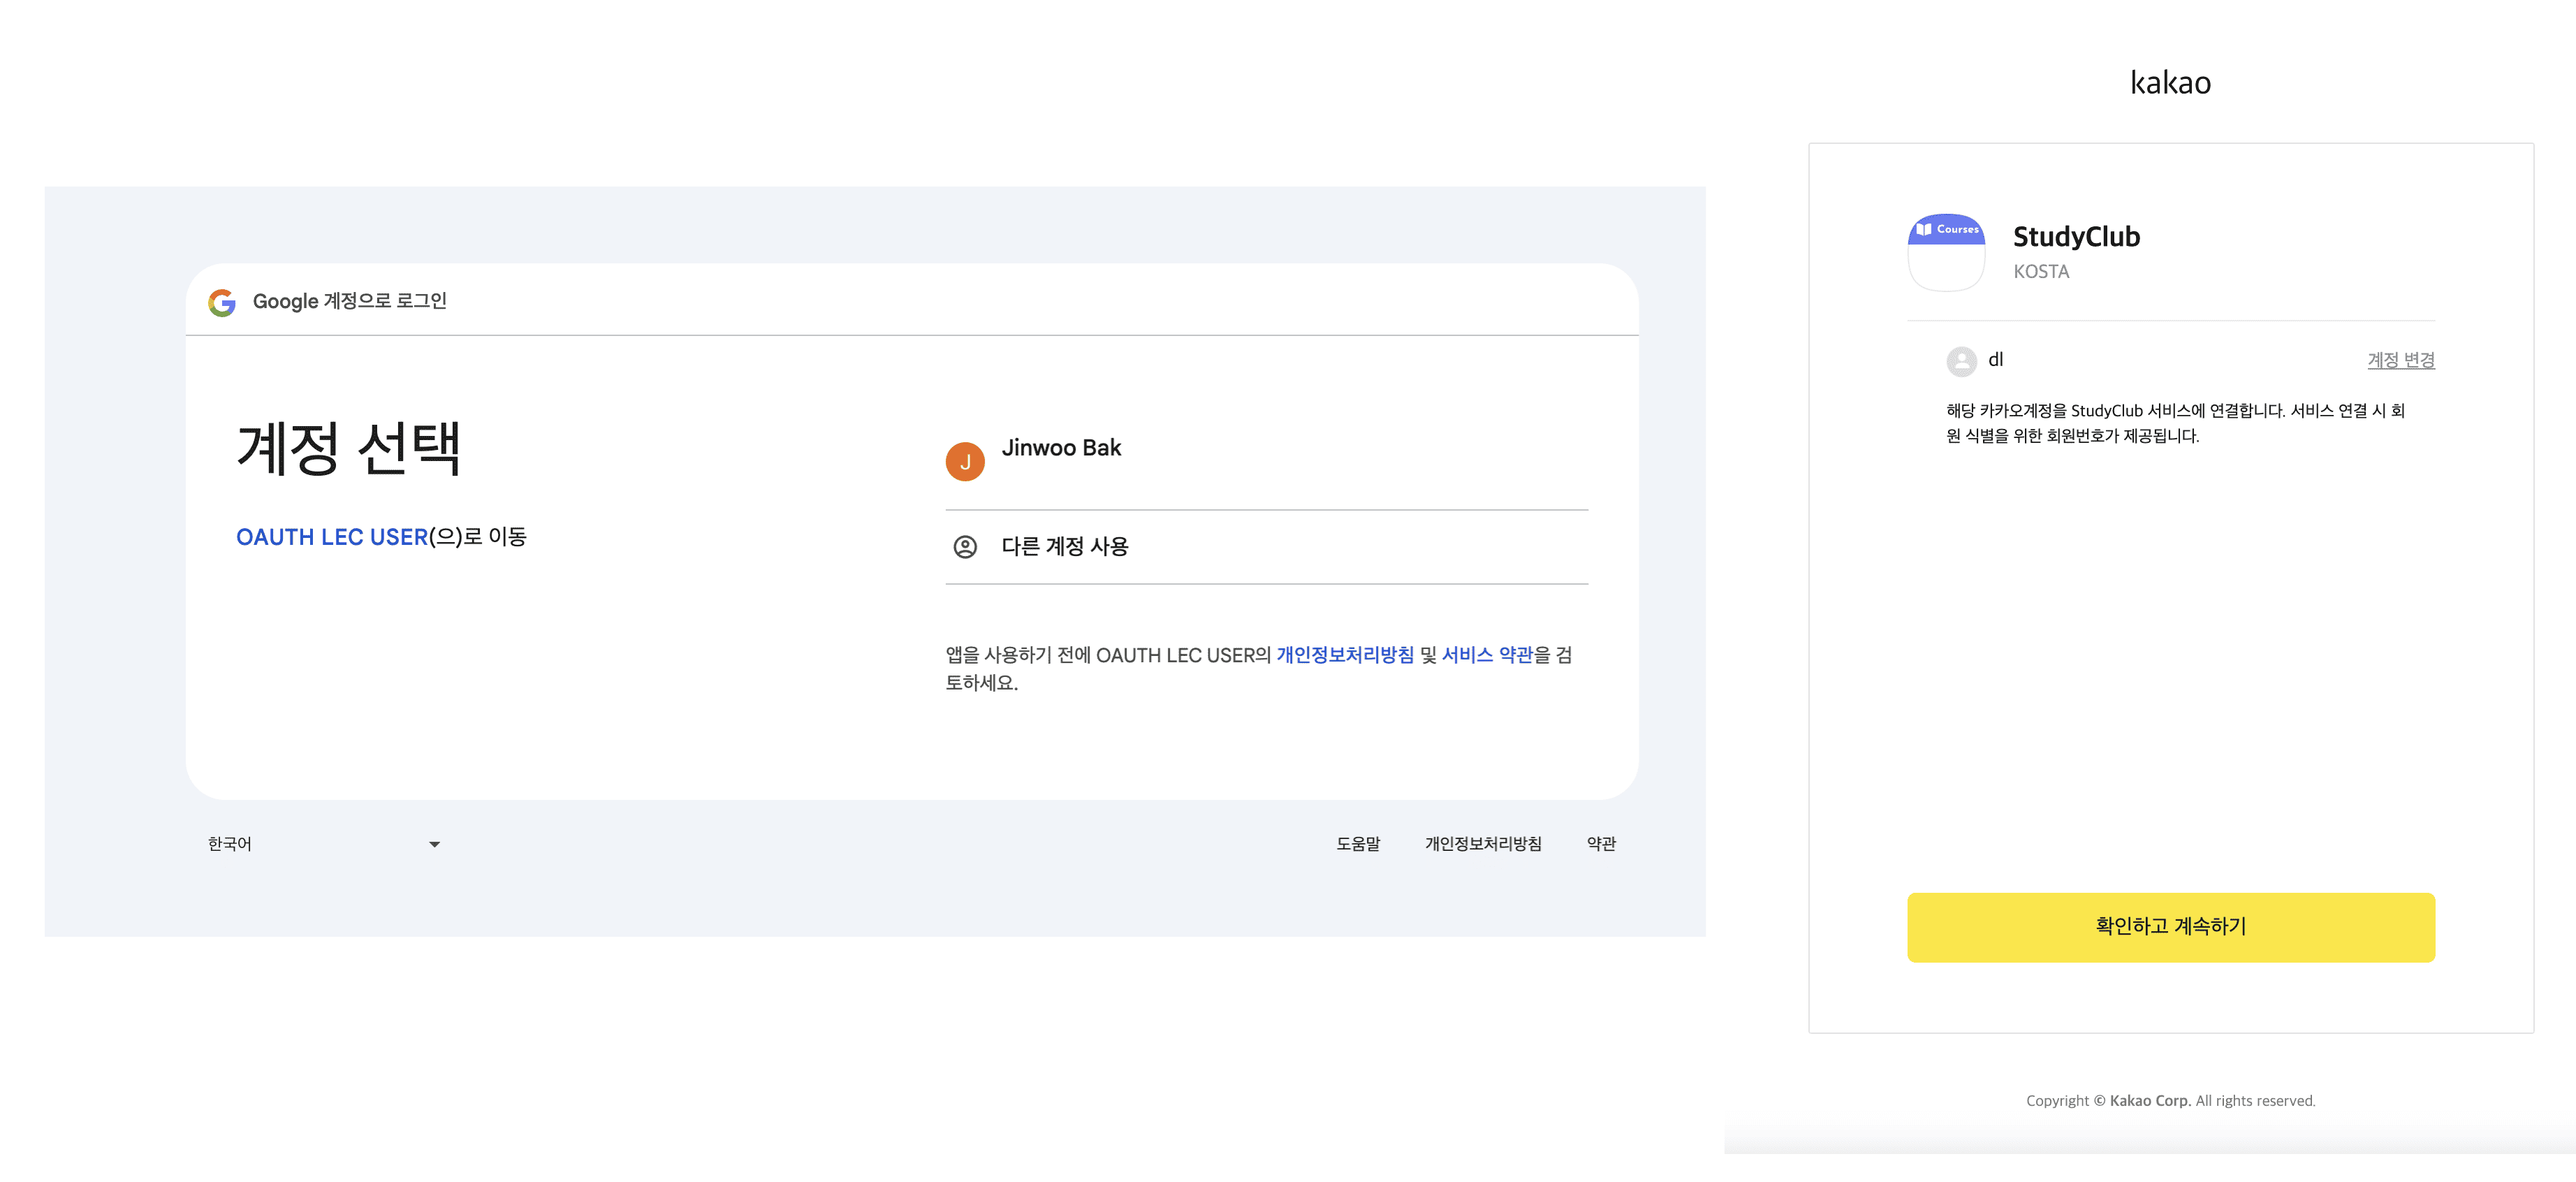 Google 계정으로 로그인
계정 선택
OAUTH LEC USER(으)로 이동
J
Jinwoo Bak
다른 계정 사용
앱을 사용하기 전에 OAUTH LEC USER의 개인정보처리방침 및 서비스 약관을 검
토하세요.
한국어
도움말 개인정보처리방침 약관
kakao
Courses
StudyClub
KOSTA
dl 계정 변경
해당 카카오계정을 StudyClub 서비스에 연결합니다. 서비스 연결 시 회
원 식별을 위한 회원번호가 제공됩니다.
확인하고 계속하기
Copyright © Kakao Corp. All rights reserved.